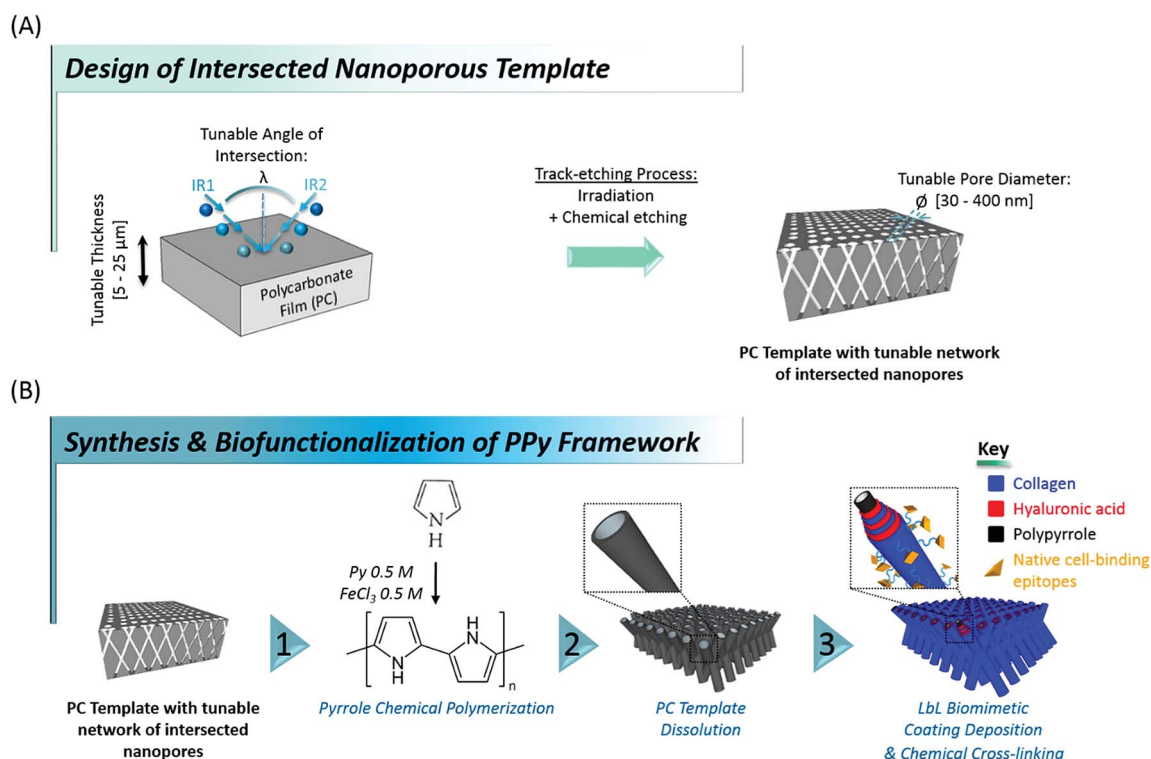 (A)
Design of Intersected Nanoporous Template
Tunable Angle of
Intersection:
λ
IR1
IR2
Tunable Thickness
[5 - 25 µm]
Polycarbonate
Film (PC)
Track-etching Process:
Irradiation
+ Chemical etching
Tunable Pore Diameter:
Ø [30 - 400 nm]
PC Template with tunable network
of intersected nanopores
(B)
Synthesis & Biofunctionalization of PPy Framework
PC Template with tunable
network of intersected
nanopores
1
N
H
Py 0.5 M
FeCl₃ 0.5 M
H
N
N
H
n
Pyrrole Chemical Polymerization
2
PC Template
Dissolution
3
Key
Collagen
Hyaluronic acid
Polypyrrole
Native cell-binding
epitopes
LbL Biomimetic
Coating Deposition
& Chemical Cross-linking